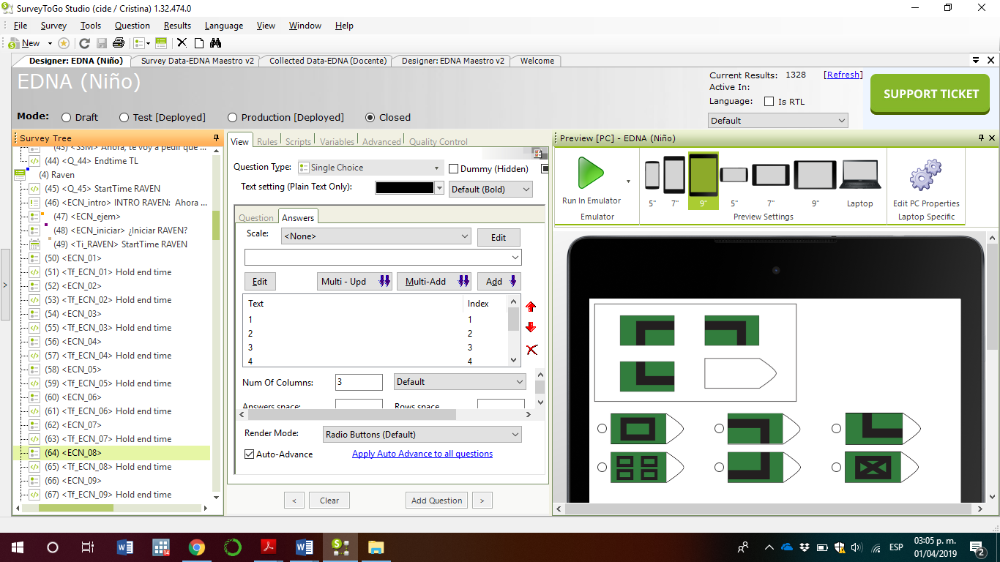 SurveyToGo Studio (cide / Cristina) 1.32.474.0
File Survey Tools Question Results Language View Window Help
New
Designer: EDNA (Niño) Survey Data-EDNA Maestro v2 Collected Data-EDNA (Docente) Designer: EDNA Maestro v2 Welcome
EDNA (Niño)
Current Results: 1328 [Refresh]
Active In:
Language: Is RTL
Default
SUPPORT TICKET
Mode: Draft Test [Deployed] Production [Deployed] Closed
Survey Tree
(43) <SSM> Ahora, te voy a pedir que ...
(44) <Q_44> Endtime TL
(4) Raven
(45) <Q_45> StartTime RAVEN
(46) <ECN_intro> INTRO RAVEN: Ahora ...
(47) <ECN_ejem>
(48) <ECN_iniciar> ¿Iniciar RAVEN?
(49) <Ti_RAVEN> StartTime RAVEN
(50) <ECN_01>
(51) <Tf_ECN_01> Hold end time
(52) <ECN_02>
(53) <Tf_ECN_02> Hold end time
(54) <ECN_03>
(55) <Tf_ECN_03> Hold end time
(56) <ECN_04>
(57) <Tf_ECN_04> Hold end time
(58) <ECN_05>
(59) <Tf_ECN_05> Hold end time
(60) <ECN_06>
(61) <Tf_ECN_06> Hold end time
(62) <ECN_07>
(63) <Tf_ECN_07> Hold end time
(64) <ECN_08>
(65) <Tf_ECN_08> Hold end time
(66) <ECN_09>
(67) <Tf_ECN_09> Hold end time
View Rules Scripts Variables Advanced Quality Control
Question Type: Single Choice Dummy (Hidden)
Text setting (Plain Text Only): Default (Bold)
Question Answers
Scale: <None> Edit
Edit Multi - Upd Multi-Add Add
Text Index
1 1
2 2
3 3
4 4
Num Of Columns: 3 Default
Answers space: Rows space
Render Mode: Radio Buttons (Default)
Auto-Advance Apply Auto Advance to all questions
< Clear Add Question >
Preview [PC] - EDNA (Niño)
Run In Emulator
Emulator
5" 7" 9" 5" 7" 9" Laptop
Preview Settings
Edit PC Properties
Laptop Specific
14
ESP
03:05 p. m.
01/04/2019
2